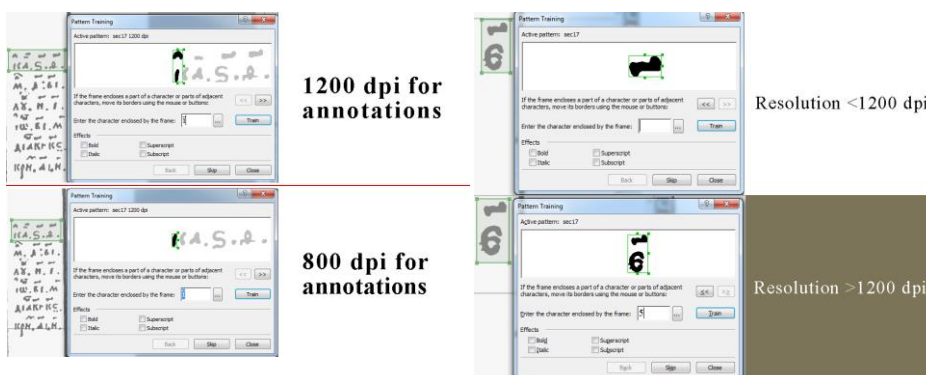 Pattern Training
Active pattern: sec17 1200 dpi
If the frame encloses a part of a character or parts of adjacent
characters, move its borders using the mouse or buttons:
<< >>
Enter the character enclosed by the frame: ... Train
Effects
Bold Superscript
Italic Subscript
Back Skip Close
1200 dpi for
annotations
1
6
Pattern Training
Active pattern: sec17
1
If the frame encloses a part of a character or parts of adjacent
characters, move its borders using the mouse or buttons:
<< >>
Enter the character enclosed by the frame: ... Train
Effects
Bold Superscript
Italic Subscript
Back Skip Close
Resolution <1200 dpi
Pattern Training
Active pattern: sec17 1200 dpi
If the frame encloses a part of a character or parts of adjacent
characters, move its borders using the mouse or buttons:
<< >>
Enter the character enclosed by the frame: ... Train
Effects
Bold Superscript
Italic Subscript
Back Skip Close
800 dpi for
annotations
1
6
Pattern Training
Active pattern: sec17
1
6
If the frame encloses a part of a character or parts of adjacent
characters, move its borders using the mouse or buttons:
<< >>
Enter the character enclosed by the frame: ... Train
Effects
Bold Superscript
Italic Subscript
Back Skip Close
Resolution >1200 dpi